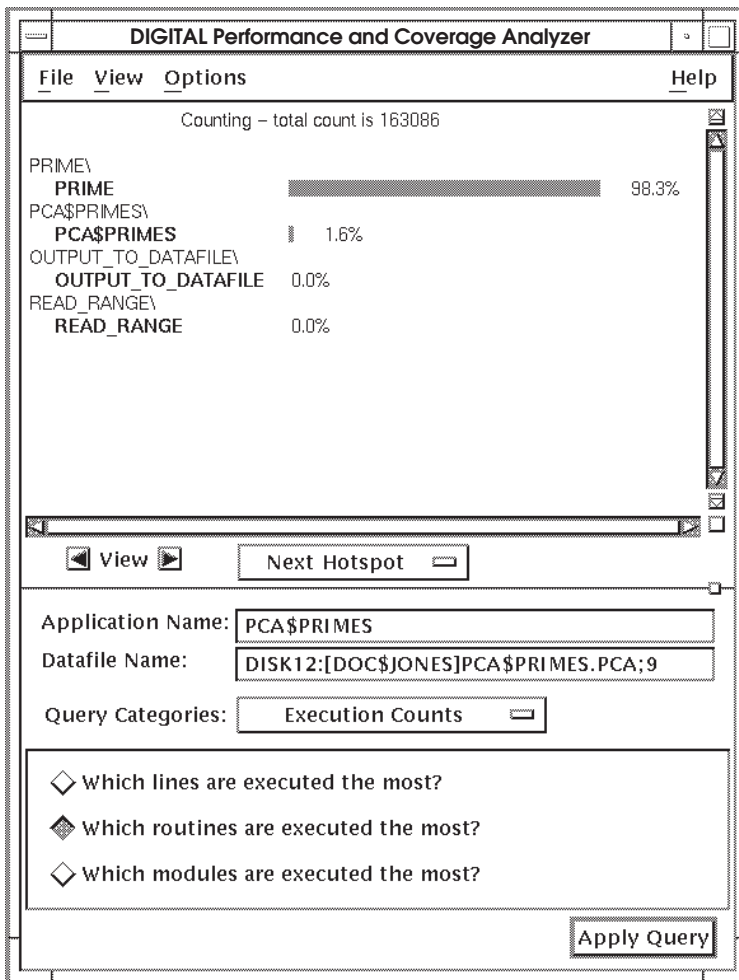 DIGITAL Performance and Coverage Analyzer
File View Options Help
Counting – total count is 163086
PRIME\
PRIME 98.3%
PCA$PRIMES\
PCA$PRIMES 1.6%
OUTPUT_TO_DATAFILE\
OUTPUT_TO_DATAFILE 0.0%
READ_RANGE\
READ_RANGE 0.0%
View Next Hotspot
Application Name: PCA$PRIMES
Datafile Name: DISK12:[DOC$JONES]PCA$PRIMES.PCA;9
Query Categories: Execution Counts
Which lines are executed the most?
Which routines are executed the most?
Which modules are executed the most?
Apply Query